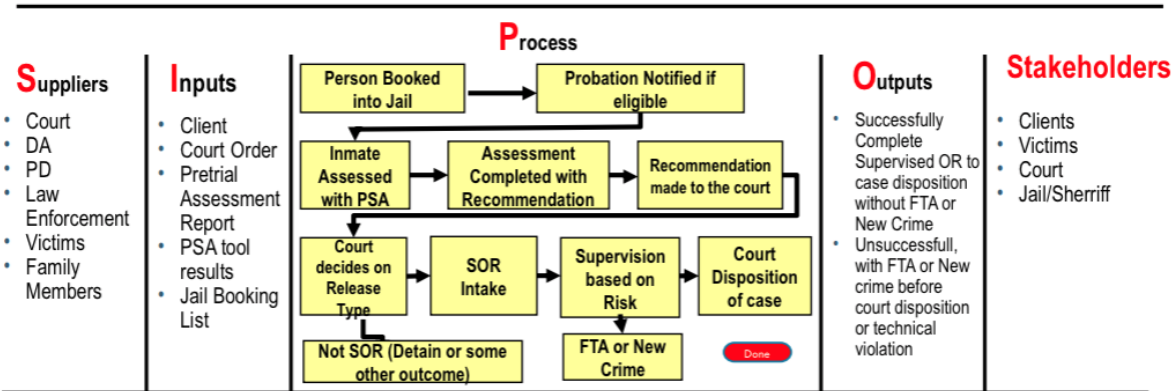 Process
Suppliers
• Court
• DA
• PD
• Law
Enforcement
• Victims
• Family
Members
Inputs
• Client
• Court Order
• Pretrial
Assessment
Report
• PSA tool
results
• Jail Booking
List
Person Booked
into Jail
Probation Notified if
eligible
Inmate
Assessed
with PSA
Assessment
Completed with
Recommendation
Recommendation
made to the court
Court
decides on
Release
Type
SOR
Intake
Supervision
based on
Risk
Court
Disposition
of case
Not SOR (Detain or some
other outcome)
FTA or New
Crime
Done
Outputs
• Successfully
Complete
Supervised OR to
case disposition
without FTA or
New Crime
• Unsuccessfull,
with FTA or New
crime before
court disposition
or technical
violation
Stakeholders
• Clients
• Victims
• Court
• Jail/Sherriff